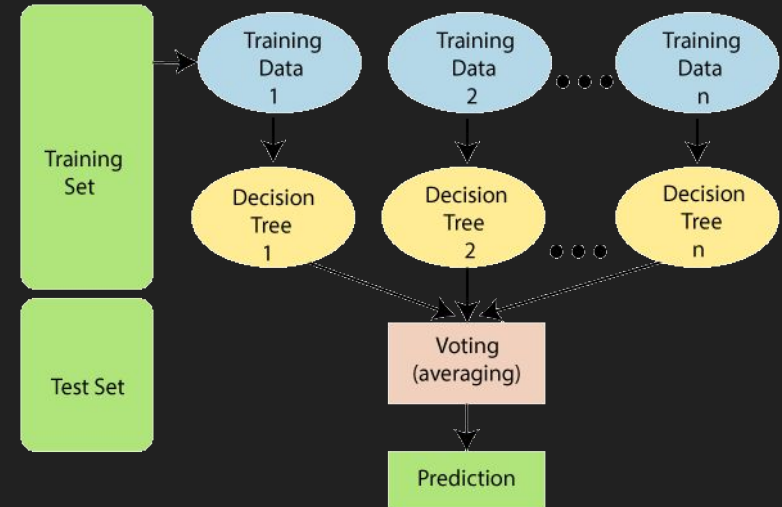 Training
Set
Test Set
Training
Data
1
Training
Data
2
Training
Data
n
Decision
Tree
1
Decision
Tree
2
Decision
Tree
n
Voting
(averaging)
Prediction